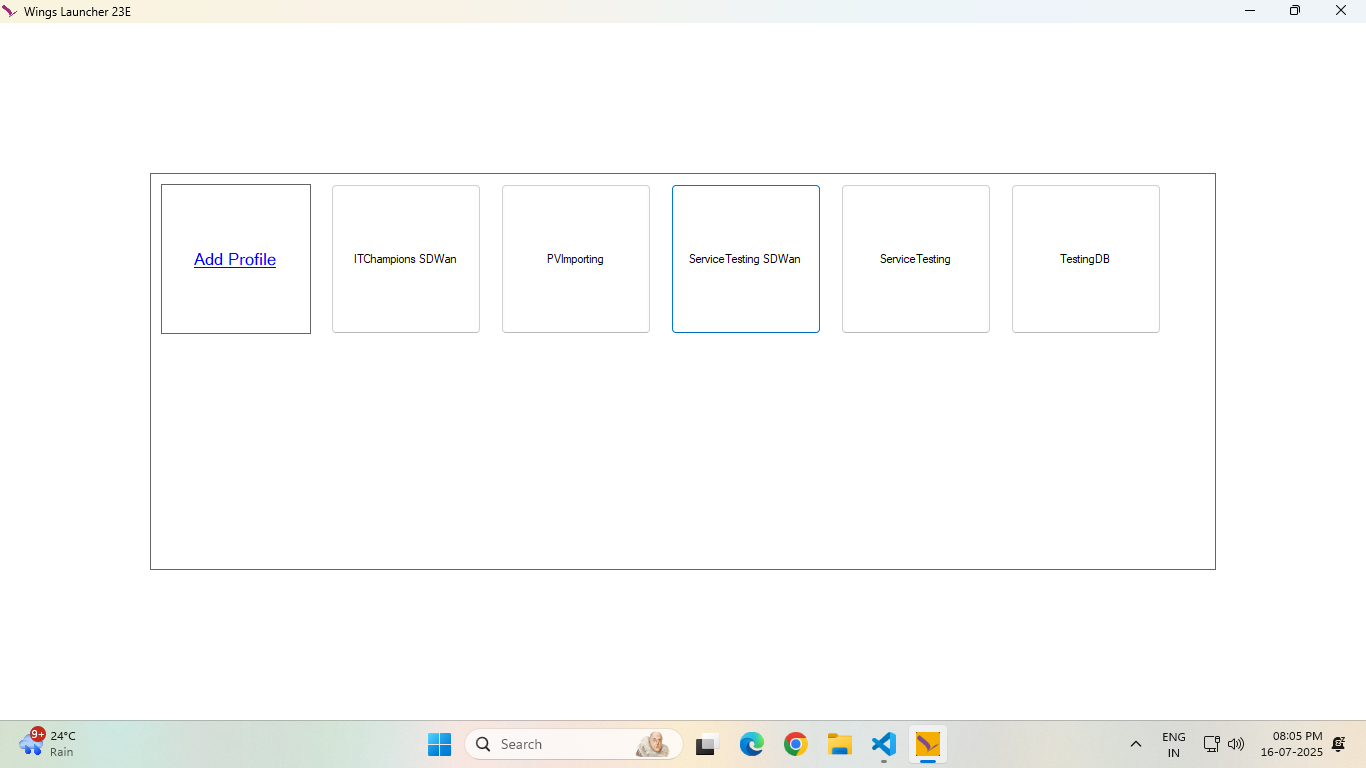 Wings Launcher 23E
Add Profile
ITChampions SDWan
PVImporting
ServiceTesting SDWan
ServiceTesting
TestingDB
9+
24°C
Rain
Search
ENG
IN
08:05 PM
16-07-2025